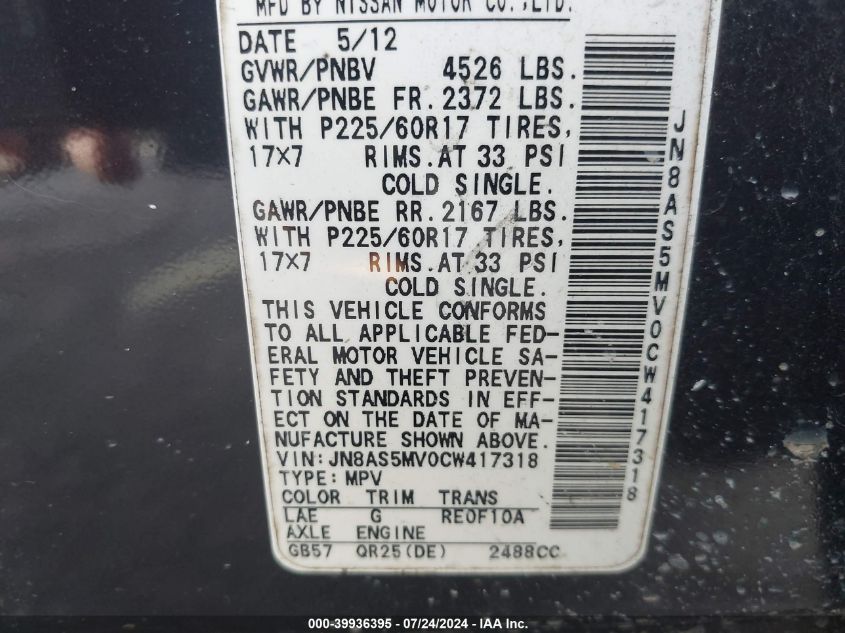 MFD BY NISSAN MOTOR CO.,LTD.
DATE 5/12
GVWR/PNBV 4526 LBS.
GAWR/PNBE FR. 2372 LBS.
WITH P225/60R17 TIRES,
17X7 RIMS.AT 33 PSI
COLD SINGLE.
GAWR/PNBE RR. 2167 LBS.
WITH P225/60R17 TIRES,
17X7 RIMS.AT 33 PSI
COLD SINGLE.
THIS VEHICLE CONFORMS
TO ALL APPLICABLE FED-
ERAL MOTOR VEHICLE SA-
FETY AND THEFT PREVEN-
TION STANDARDS IN EFF-
ECT ON THE DATE OF MA-
NUFACTURE SHOWN ABOVE.
VIN:JN8AS5MV0CW417318
TYPE:MPV
COLOR TRIM TRANS
LAE G RE0F10A
AXLE ENGINE
GB57 QR25(DE) 2488CC
JN8AS5MV0CW417318
000-39936395 - 07/24/2024 - IAA Inc.